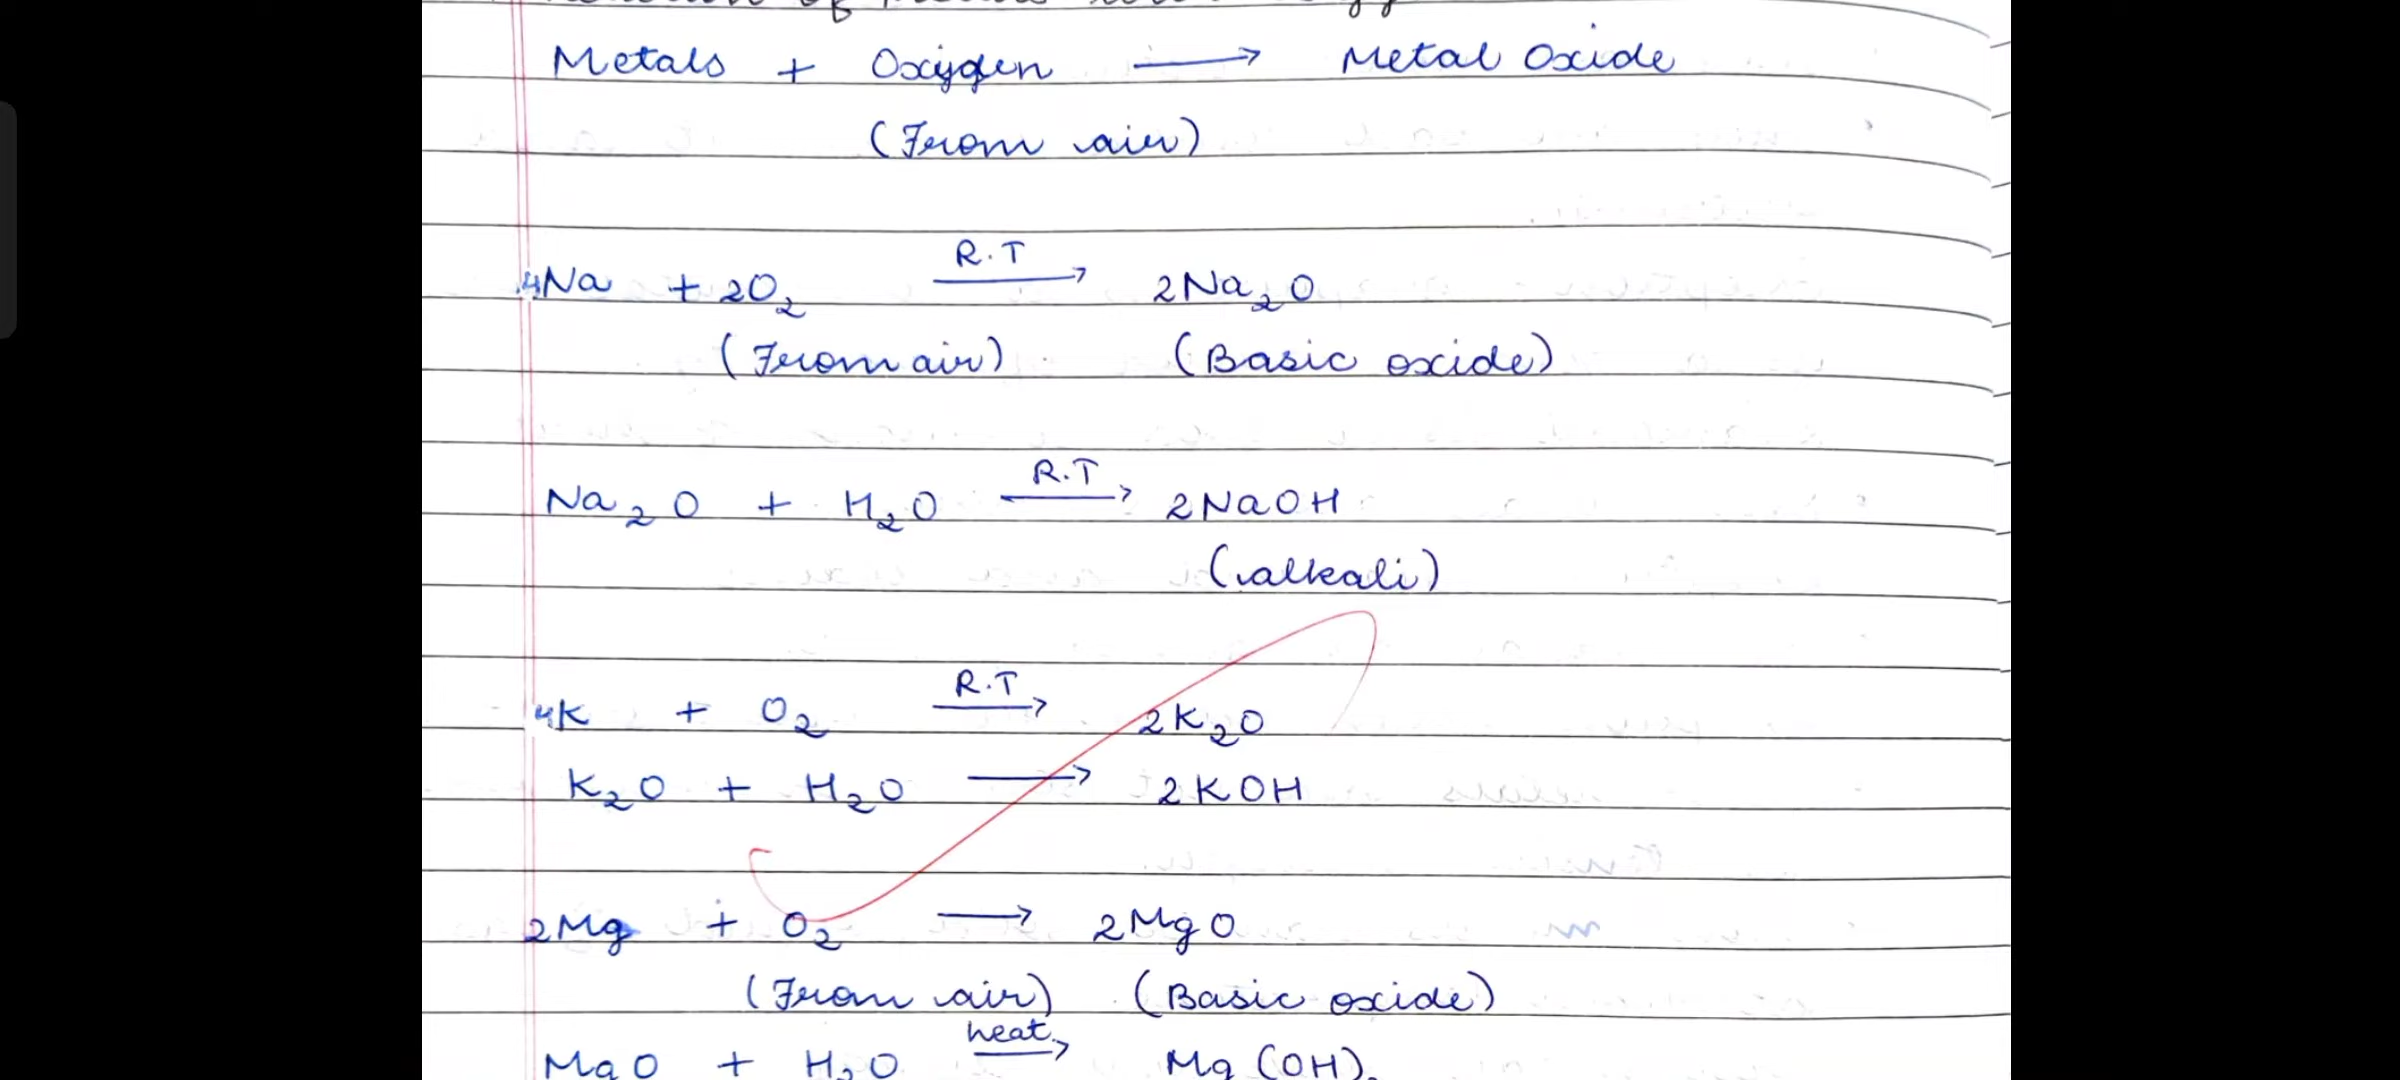 Metals + Oxygen ⟶ Metal Oxide
(From air)
R.T
4Na + 2O₂ ⟶ 2Na₂O
(From air) (Basic oxide)
R.T
Na₂O + H₂O ⟶ 2NaOH
(alkali)
R.T
4K + O₂ ⟶ 2K₂O
K₂O + H₂O ⟶ 2KOH
2Mg + O₂ ⟶ 2MgO
(From air) (Basic oxide)
heat
MgO + H₂O ⟶ Mg(OH)₂